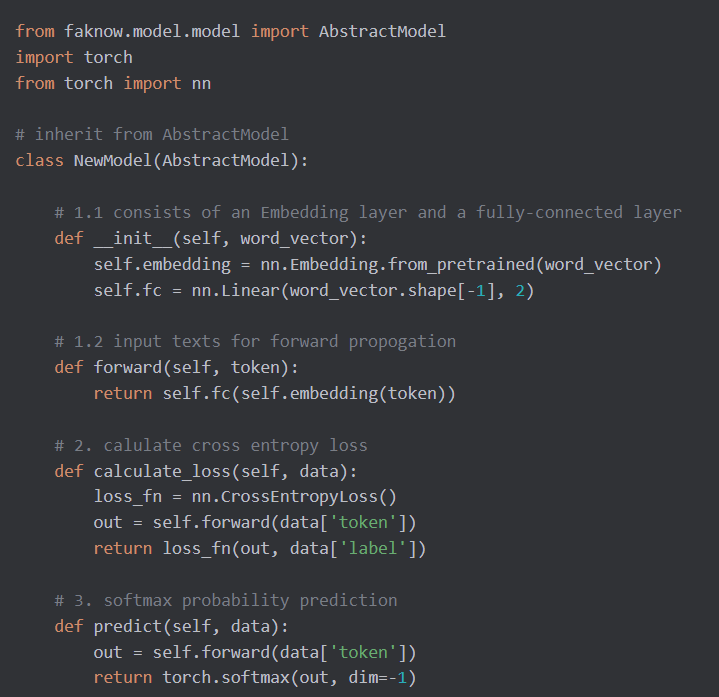 from faknow.model.model import AbstractModel
import torch
from torch import nn
# inherit from AbstractModel
class NewModel(AbstractModel):
# 1.1 consists of an Embedding layer and a fully-connected layer
def __init__(self, word_vector):
self.embedding = nn.Embedding.from_pretrained(word_vector)
self.fc = nn.Linear(word_vector.shape[-1], 2)
# 1.2 input texts for forward propogation
def forward(self, token):
return self.fc(self.embedding(token))
# 2. calulate cross entropy loss
def calculate_loss(self, data):
loss_fn = nn.CrossEntropyLoss()
out = self.forward(data['token'])
return loss_fn(out, data['label'])
# 3. softmax probability prediction
def predict(self, data):
out = self.forward(data['token'])
return torch.softmax(out, dim=-1)